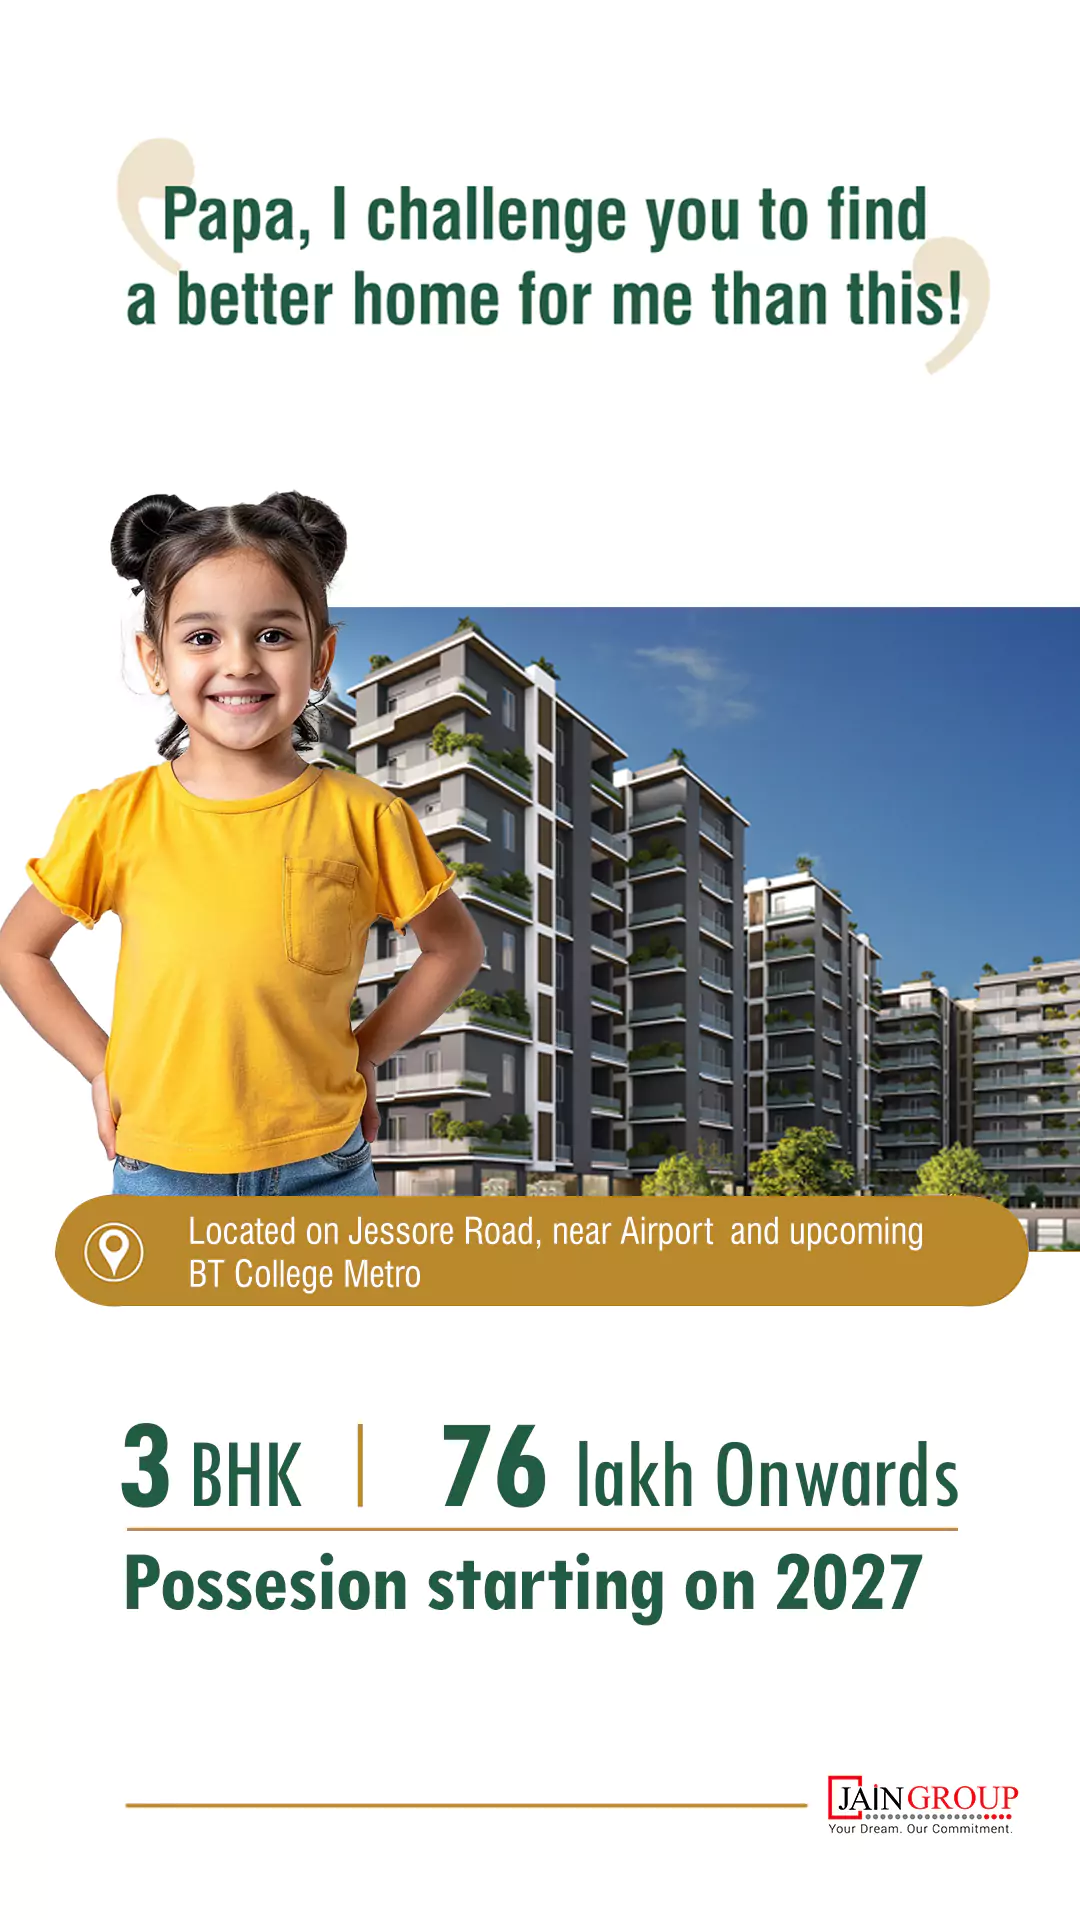 Papa, I challenge you to find
a better home for me than this!
Located on Jessore Road, near Airport and upcoming
BT College Metro
3 BHK | 76 lakh Onwards
Possesion starting on 2027
JAIN GROUP
Your Dream. Our Commitment.